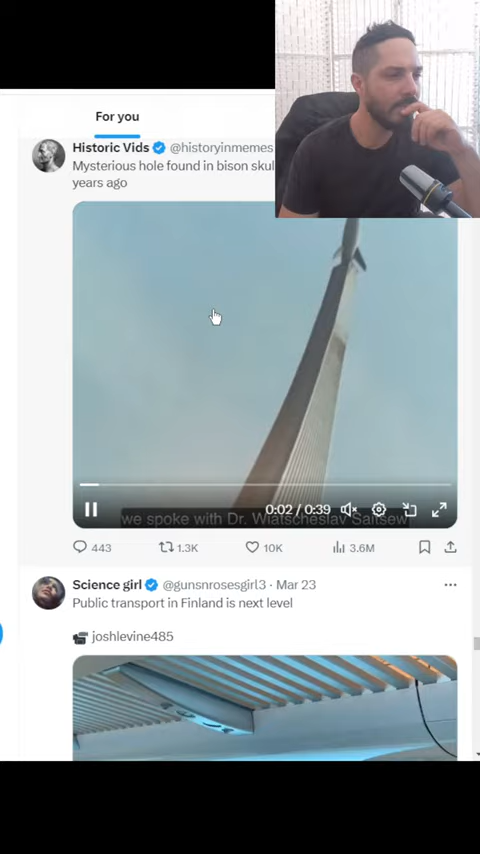 For you
Historic Vids @historyinmemes
Mysterious hole found in bison skul
years ago
0:02 / 0:39
we spoke with Dr. Wiatscheslav Saitsew
443 1.3K 10K 3.6M
Science girl @gunsnrosesgirl3 · Mar 23
Public transport in Finland is next level
joshlevine485